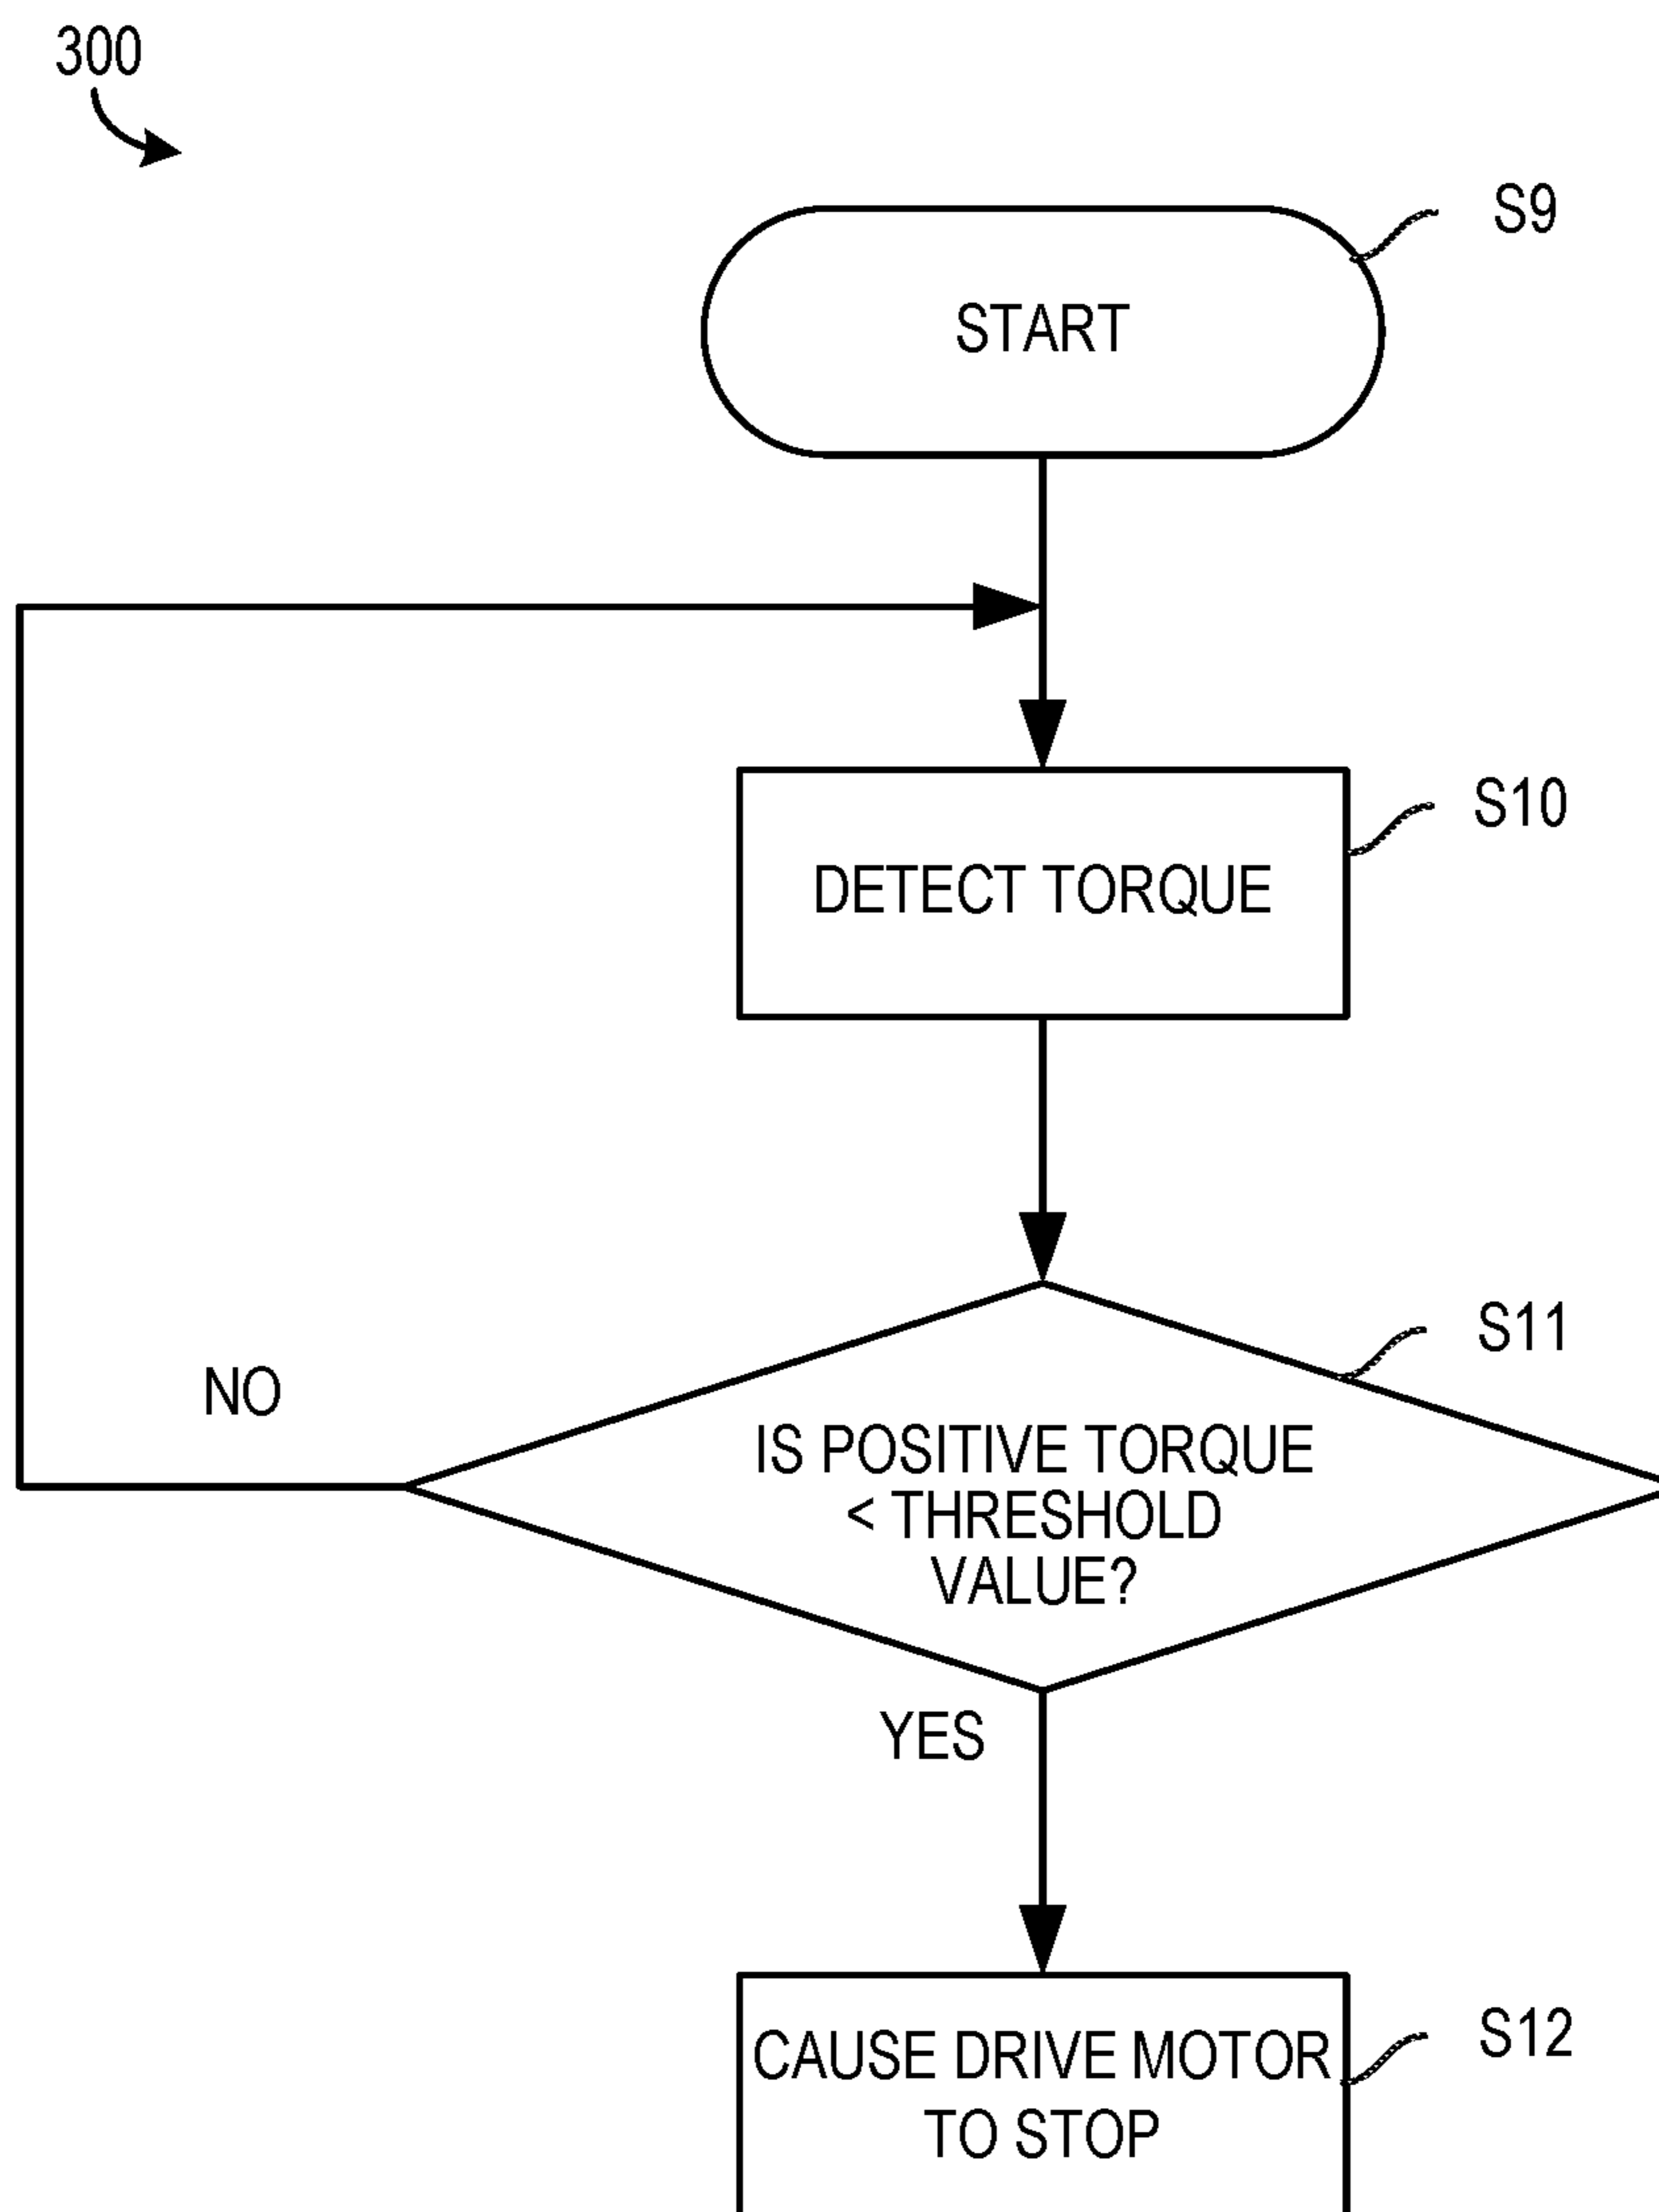 300
S9
START
S10
DETECT TORQUE
S11
NO
IS POSITIVE TORQUE
< THRESHOLD
VALUE?
YES
S12
CAUSE DRIVE MOTOR
TO STOP